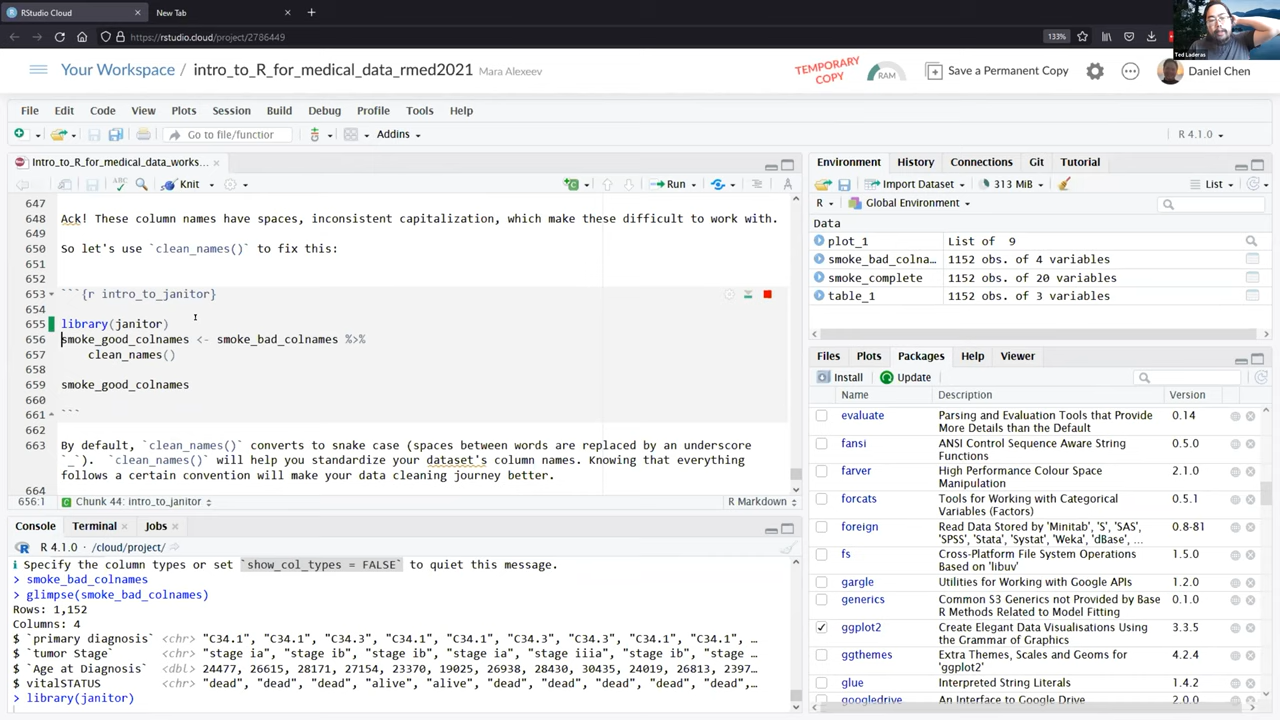 RStudio Cloud
New Tab
https://rstudio.cloud/project/2786449
133%
Ted Laderas
Your Workspace / intro_to_R_for_medical_data_rmed2021 Mara Alexeev
TEMPORARY COPY
RAM
Save a Permanent Copy
Daniel Chen
File Edit Code View Plots Session Build Debug Profile Tools Help
Go to file/functior
Addins
R 4.1.0
Intro_to_R_for_medical_data_works...
Knit
Run
647
648 Ack! These column names have spaces, inconsistent capitalization, which make these difficult to work with.
649
650 So let's use `clean_names()` to fix this:
651
652
653 ```{r intro_to_janitor}
654
655 library(janitor)
656 smoke_good_colnames <- smoke_bad_colnames %>%
657 clean_names()
658
659 smoke_good_colnames
660
661 ```
662
663 By default, `clean_names()` converts to snake case (spaces between words are replaced by an underscore
`_`). `clean_names()` will help you standardize your dataset's column names. Knowing that everything
follows a certain convention will make your data cleaning journey better.
664
656:1 Chunk 44: intro_to_janitor R Markdown
Console Terminal Jobs
R 4.1.0 · /cloud/project/
i Specify the column types or set `show_col_types = FALSE` to quiet this message.
> smoke_bad_colnames
> glimpse(smoke_bad_colnames)
Rows: 1,152
Columns: 4
$ `primary diagnosis` <chr> "C34.1", "C34.1", "C34.3", "C34.1", "C34.1", "C34.3", "C34.3", "C34.1", …
$ `tumor Stage` <chr> "stage ia", "stage ib", "stage ib", "stage ia", "stage iiia", "stage ib", "stage …
$ `Age at Diagnosis` <dbl> 24477, 26615, 28171, 27154, 23370, 19025, 26938, 28430, 30435, 24019, 26813, 2397…
$ vitalSTATUS <chr> "dead", "dead", "dead", "alive", "alive", "dead", "dead", "dead", "dead", "dead",…
> library(janitor)
Environment History Connections Git Tutorial
Import Dataset 313 MiB List
R Global Environment
Data
plot_1 List of 9
smoke_bad_colna… 1152 obs. of 4 variables
smoke_complete 1152 obs. of 20 variables
table_1 1152 obs. of 3 variables
Files Plots Packages Help Viewer
Install Update
Name Description Version
evaluate Parsing and Evaluation Tools that Provide More Details than the Default 0.14
fansi ANSI Control Sequence Aware String Functions 0.5.0
farver High Performance Colour Space Manipulation 2.1.0
forcats Tools for Working with Categorical Variables (Factors) 0.5.1
foreign Read Data Stored by 'Minitab', 'S', 'SAS', 'SPSS', 'Stata', 'Systat', 'Weka', 'dBase', ... 0.8-81
fs Cross-Platform File System Operations Based on 'libuv' 1.5.0
gargle Utilities for Working with Google APIs 1.2.0
generics Common S3 Generics not Provided by Base R Methods Related to Model Fitting 0.1.0
ggplot2 Create Elegant Data Visualisations Using the Grammar of Graphics 3.3.5
ggthemes Extra Themes, Scales and Geoms for 'ggplot2' 4.2.4
glue Interpreted String Literals 1.4.2
googledrive An Interface to Google Drive 2.0.0